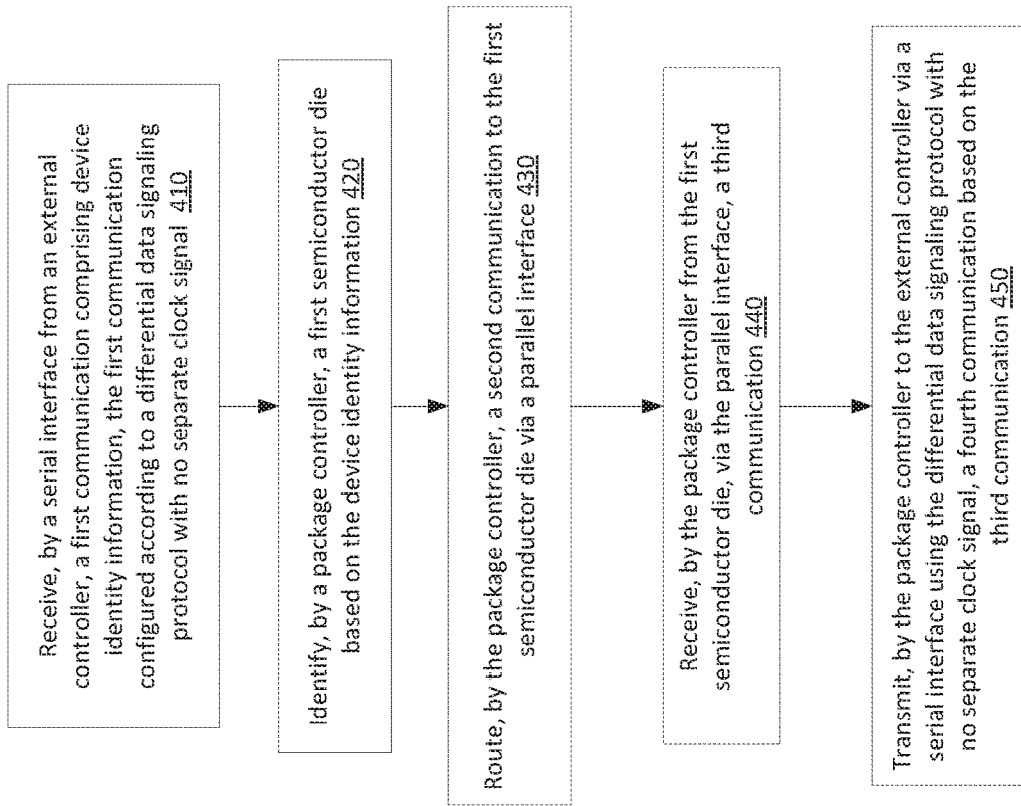 Receive, by a serial interface from an external
controller, a first communication comprising device
identity information, the first communication
configured according to a differential data signaling
protocol with no separate clock signal 410
Identify, by a package controller, a first semiconductor die
based on the device identity information 420
Route, by the package controller, a second communication to the first
semiconductor die via a parallel interface 430
Receive, by the package controller from the first
semiconductor die, via the parallel interface, a third
communication 440
Transmit, by the package controller to the external controller via a
serial interface using the differential data signaling protocol with
no separate clock signal, a fourth communication based on the
third communication 450